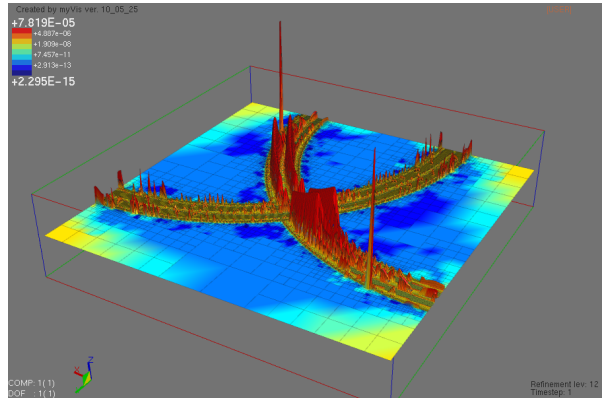 Created by myVis ver. 10_05_25
+7.819E-05
+4.887e-06
+1.909e-08
+7.457e-11
+2.913e-13
+2.295E-15
X
Z
COMP: 1( 1)
DOF : 1( 1)
Refinement lev: 12
Timestep: 1